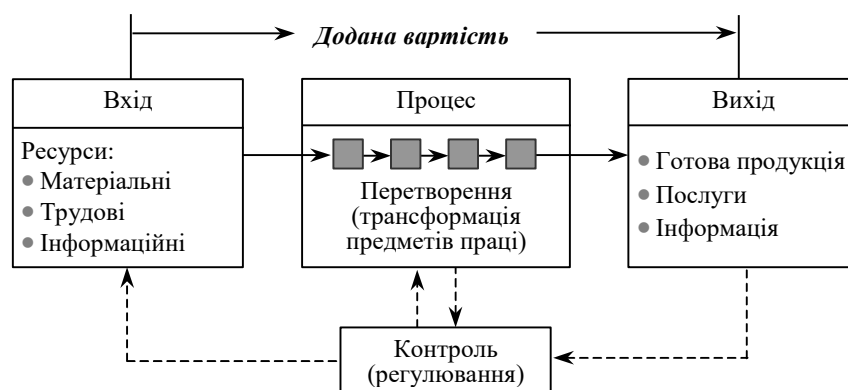 Додана вартість
Вхід
Ресурси:
Матеріальні
Трудові
Інформаційні
Процес
Перетворення
(трансформація
предметів праці)
Вихід
Готова продукція
Послуги
Інформація
Контроль
(регулювання)